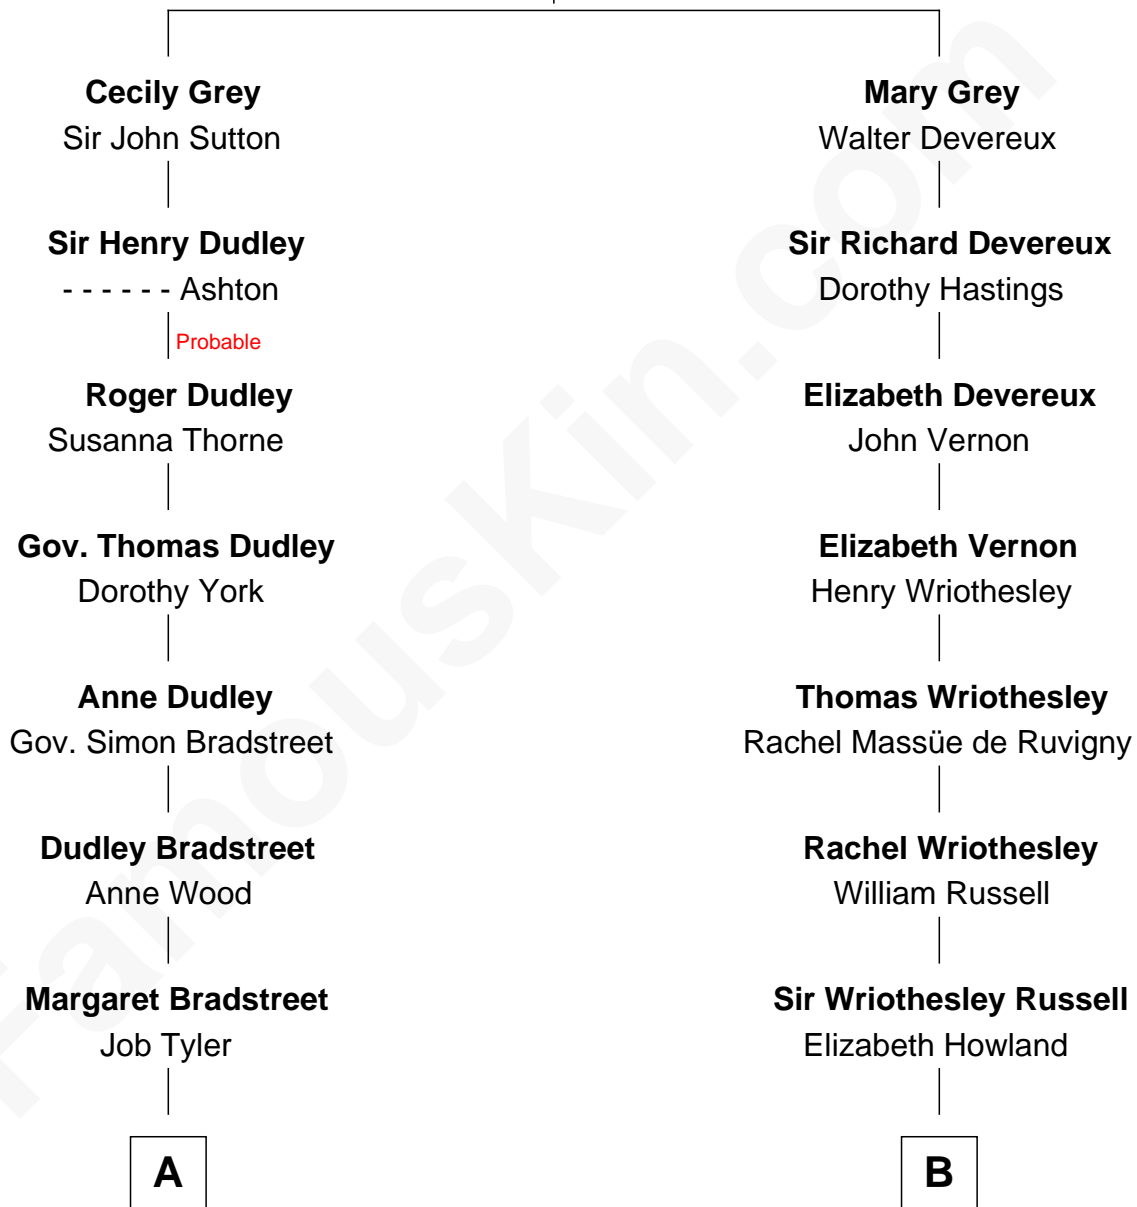 Cecily Grey
Sir John Sutton
Sir Henry Dudley
- - - - - - Ashton
Probable
Roger Dudley
Susanna Thorne
Gov. Thomas Dudley
Dorothy York
Anne Dudley
Gov. Simon Bradstreet
Dudley Bradstreet
Anne Wood
Margaret Bradstreet
Job Tyler
A
Mary Grey
Walter Devereux
Sir Richard Devereux
Dorothy Hastings
Elizabeth Devereux
John Vernon
Elizabeth Vernon
Henry Wriothesley
Thomas Wriothesley
Rachel Massüe de Ruvigny
Rachel Wriothesley
William Russell
Sir Wriothesley Russell
Elizabeth Howland
B
FamousKin.com